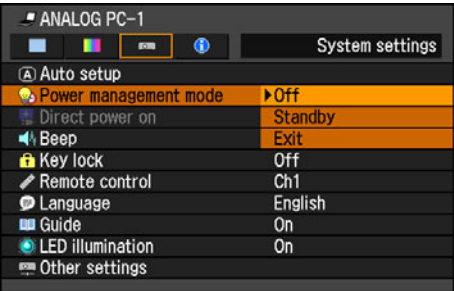 ANALOG PC-1
System settings
A Auto setup
Power management mode Off
Direct power on Standby
Beep Exit
Key lock Off
Remote control Ch1
Language English
Guide On
LED illumination On
Other settings